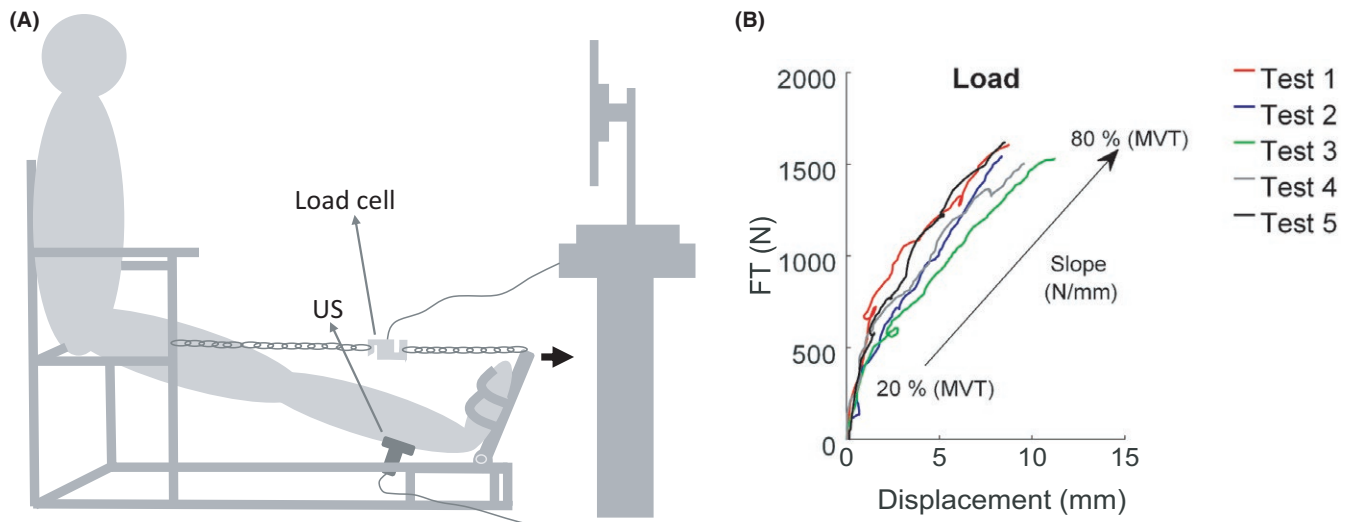 (A)
Load cell
US
(B)
Load
2000
1500
1000
500
0
FT (N)
0 5 10 15
Displacement (mm)
80 % (MVT)
Slope
(N/mm)
20 % (MVT)
Test 1
Test 2
Test 3
Test 4
Test 5